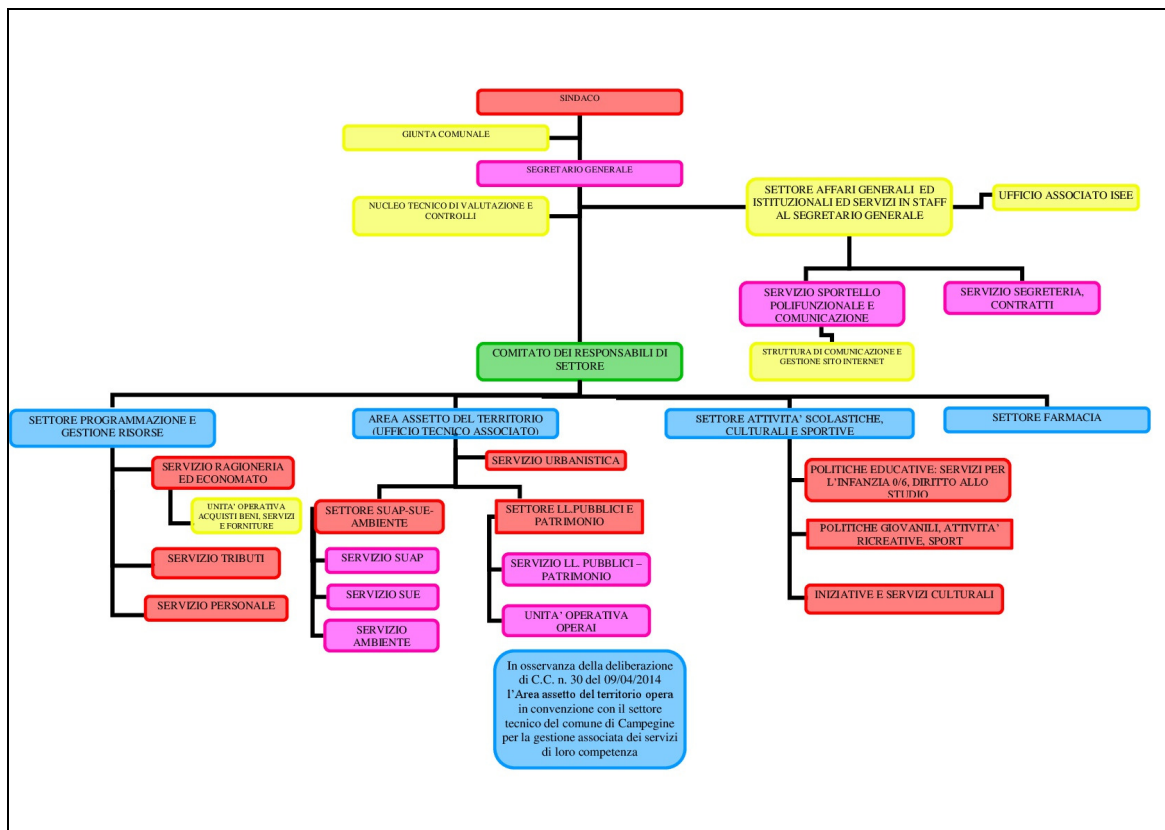 SINDACO
GIUNTA COMUNALE
SEGRETARIO GENERALE
NUCLEO TECNICO DI VALUTAZIONE E
CONTROLLI
SETTORE AFFARI GENERALI ED
ISTITUZIONALI ED SERVIZI IN STAFF
AL SEGRETARIO GENERALE
UFFICIO ASSOCIATO ISEE
SERVIZIO SPORTELLO
POLIFUNZIONALE E
COMUNICAZIONE
SERVIZIO SEGRETERIA,
CONTRATTI
STRUTTURA DI COMUNICAZIONE E
GESTIONE SITO INTERNET
COMITATO DEI RESPONSABILI DI
SETTORE
SETTORE PROGRAMMAZIONE E
GESTIONE RISORSE
AREA ASSETTO DEL TERRITORIO
(UFFICIO TECNICO ASSOCIATO)
SETTORE ATTIVITA’ SCOLASTICHE,
CULTURALI E SPORTIVE
SETTORE FARMACIA
SERVIZIO RAGIONERIA
ED ECONOMATO
UNITA’ OPERATIVA
ACQUISTI BENI, SERVIZI
E FORNITURE
SERVIZIO TRIBUTI
SERVIZIO PERSONALE
SERVIZIO URBANISTICA
SETTORE SUAP-SUE-
AMBIENTE
SERVIZIO SUAP
SERVIZIO SUE
SERVIZIO
AMBIENTE
SETTORE LL.PUBBLICI E
PATRIMONIO
SERVIZIO LL. PUBBLICI –
PATRIMONIO
UNITA’ OPERATIVA
OPERAI
POLITICHE EDUCATIVE: SERVIZI PER
L’INFANZIA 0/6, DIRITTO ALLO
STUDIO
POLITICHE GIOVANILI, ATTIVITA’
RICREATIVE, SPORT
INIZIATIVE E SERVIZI CULTURALI
In osservanza della deliberazione
di C.C. n. 30 del 09/04/2014
l’Area assetto del territorio opera
in convenzione con il settore
tecnico del comune di Campegine
per la gestione associata dei servizi
di loro competenza